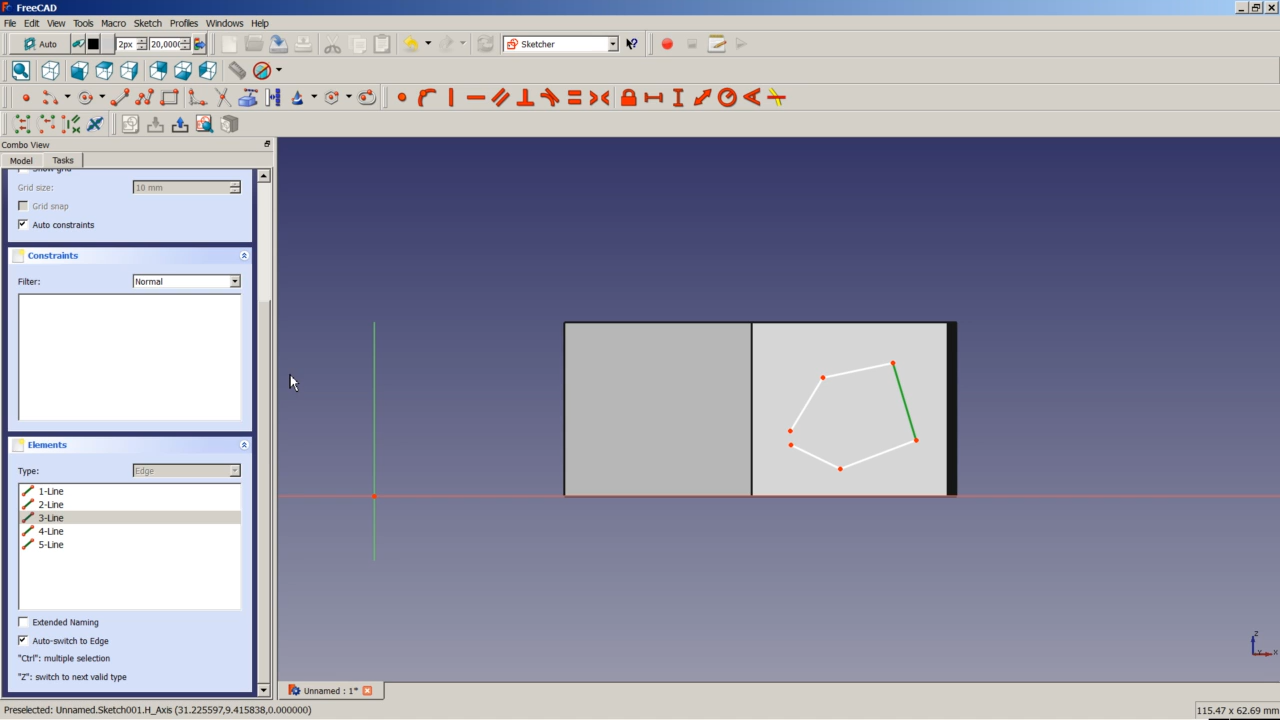 FreeCAD
File Edit View Tools Macro Sketch Profiles Windows Help
Auto 2px 20,000 Sketcher
Combo View
Model Tasks
Show grid
Grid size: 10 mm
Grid snap
Auto constraints
Constraints
Filter: Normal
Elements
Type: Edge
1-Line
2-Line
3-Line
4-Line
5-Line
Extended Naming
Auto-switch to Edge
"Ctrl": multiple selection
"Z": switch to next valid type
Z
Y X
Unnamed : 1*
Preselected: Unnamed.Sketch001.H_Axis (31.225597,9.415838,0.000000) 115.47 x 62.69 mm